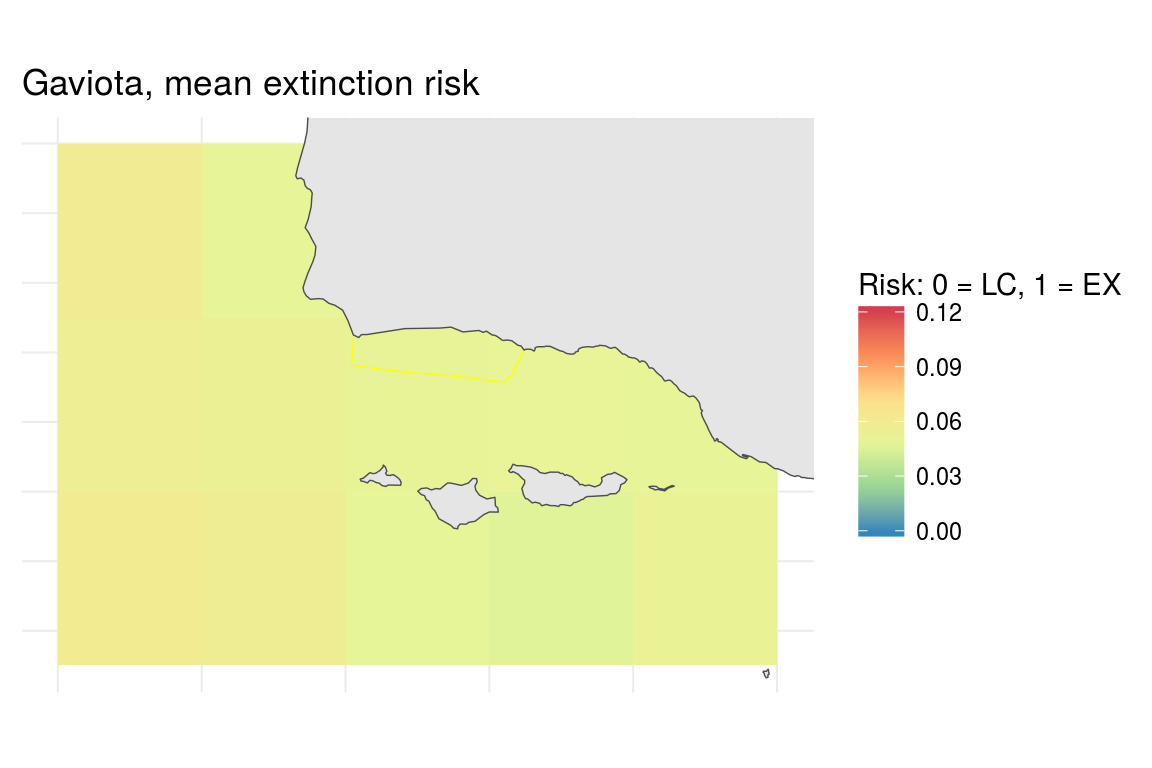 Gaviota, mean extinction risk
Risk: 0 = LC, 1 = EX
0.12
0.09
0.06
0.03
0.00